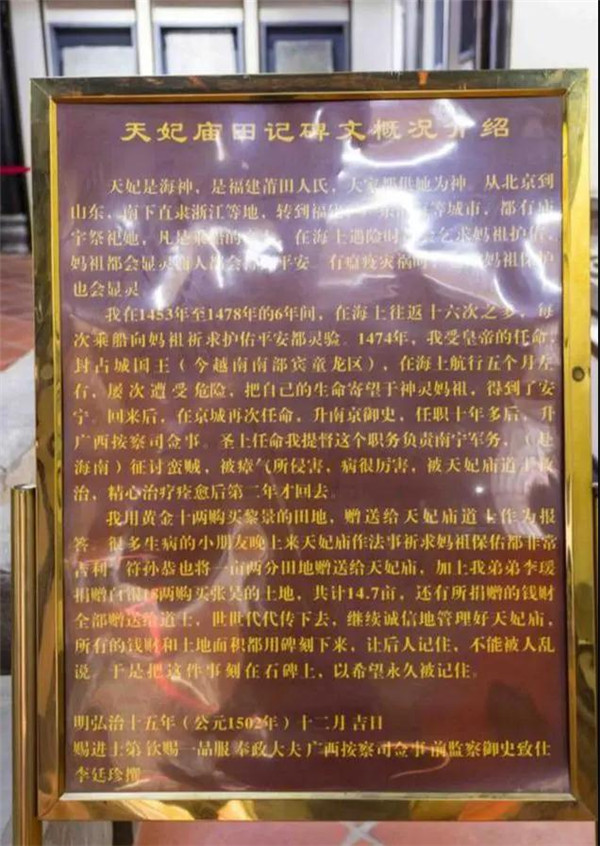 天妃庙田记碑文概况介绍
天妃是海神，是福建莆田人氏，大家都供她为神。从北京到
山东，南下直隶浙江等地，转到福建 等城市，都有庙
宇祭祀她，凡是乘船的 在海上遇险时 乞求妈祖护佑，
妈祖都会显灵 人都会 平安。有瘟疫灾祸时， 妈祖保护
也会显灵。
我在1453年至1478年的6年间，在海上往返十六次之多，每
次乘船向妈祖祈求护佑平安都灵验。1474年，我受皇帝的任命，
封古城国王（今越南南部宾童龙区），在海上航行五个月左
右，屡次遭受危险，把自己的生命寄望于神灵妈祖，得到了安
宁。回来后，在京城再次任命，升南京御史，任职十年多后，升
广西按察司佥事。圣上任命我提督这个职务负责南宁军务，（赴
海南）征讨蛮贼，被瘴气所侵害，病很厉害，被天妃庙道士救
治，精心治疗痊愈后第二年才回去。
我用黄金十两购买黎景的田地，赠送给天妃庙道士作为报
答。很多生病的小朋友晚上来天妃庙作法事祈求妈祖保佑都非常
吉利。符孙恭也将一亩两分田地赠送给天妃庙，加上我弟弟李瑗
捐赠白银 两购买张昊的土地，共计14.7亩，还有所捐赠的钱财
全部赠送给道士，世世代代传下去，继续诚信地管理好天妃庙，
所有的钱财和土地面积都用碑刻下来，让后人记住，不能被人乱
说。于是把这件事刻在石碑上，以希望永久被记住。
明弘治十五年（公元1502年）十二月吉日
赐进士第 钦赐一品服 奉政大夫 广西按察司佥事 前监察御史致仕
李廷珍撰